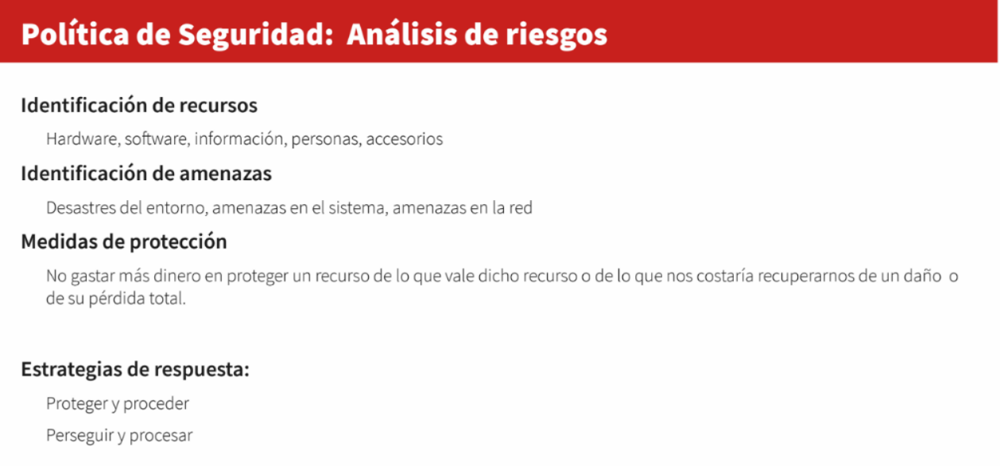 Política de Seguridad: Análisis de riesgos
Identificación de recursos
Hardware, software, información, personas, accesorios
Identificación de amenazas
Desastres del entorno, amenazas en el sistema, amenazas en la red
Medidas de protección
No gastar más dinero en proteger un recurso de lo que vale dicho recurso o de lo que nos costaría recuperarnos de un daño o
de su pérdida total.
Estrategias de respuesta:
Proteger y proceder
Perseguir y procesar